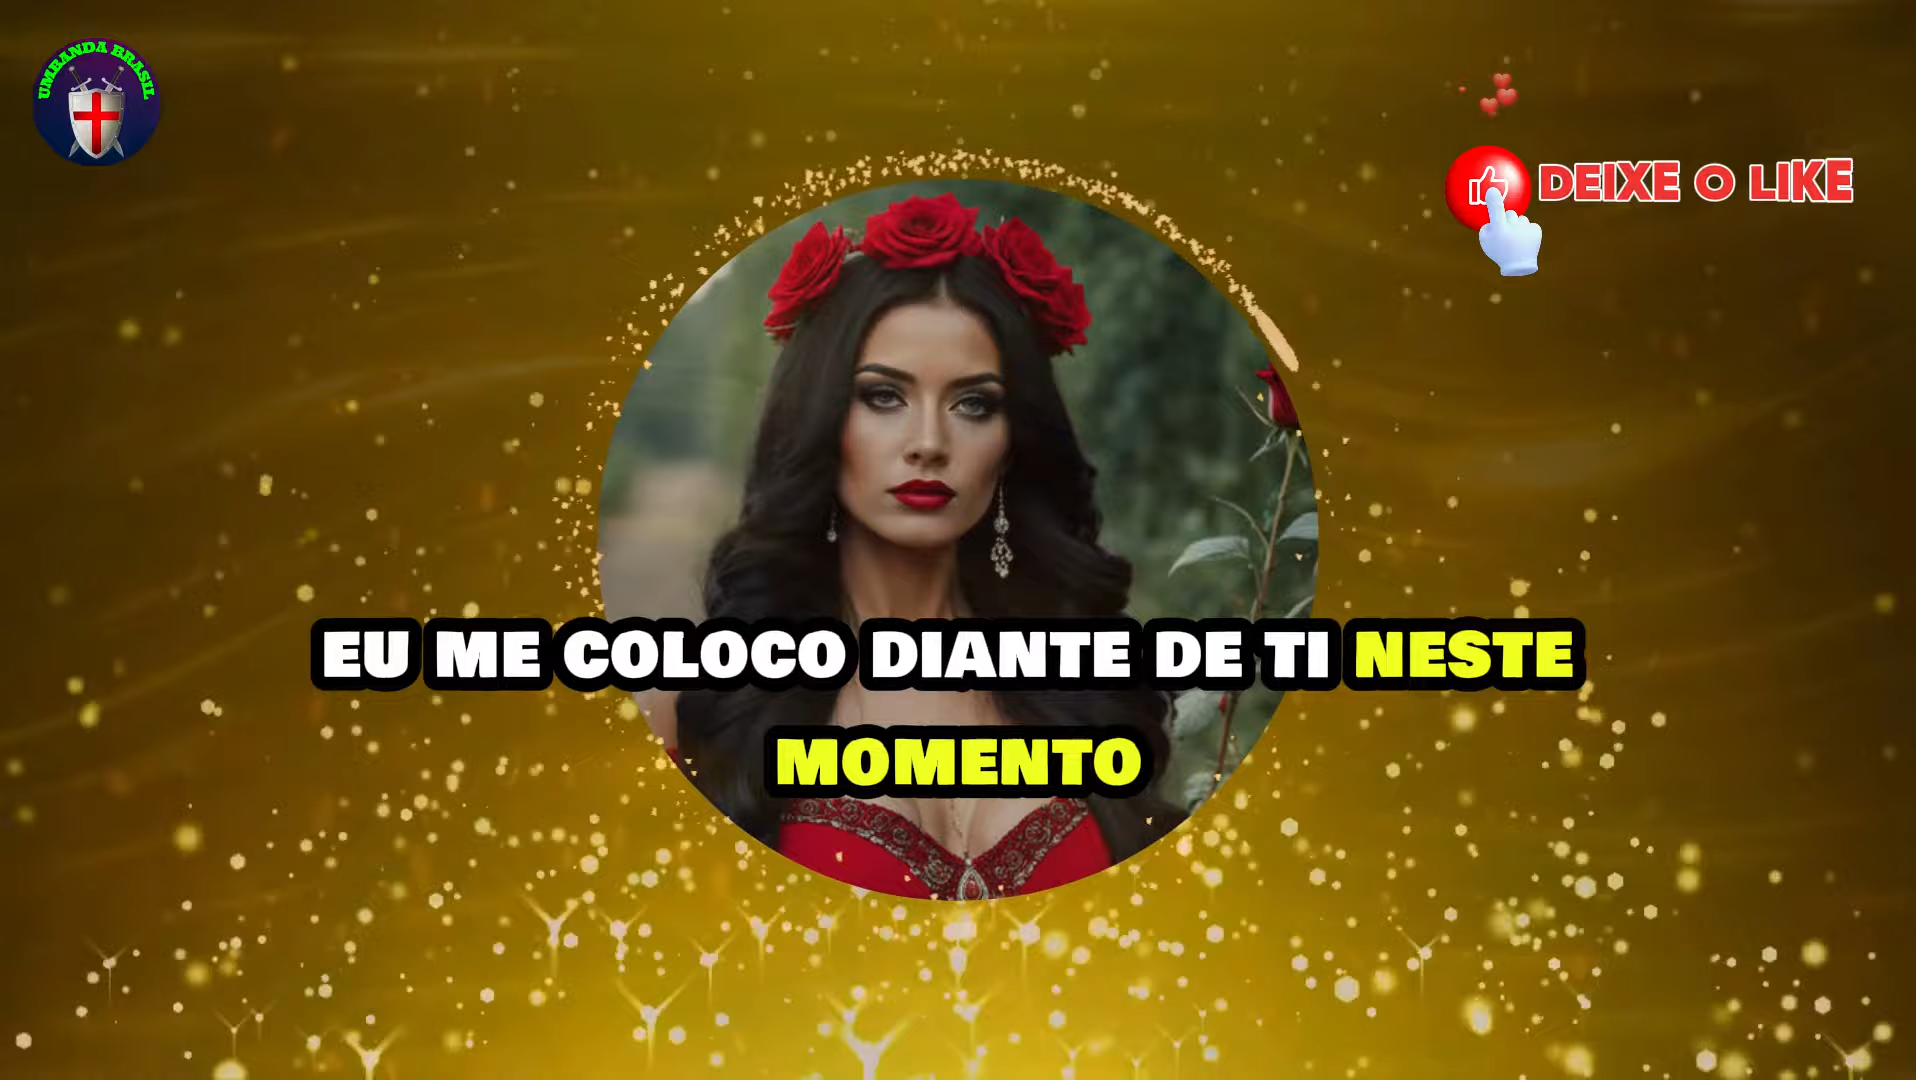 UMBANDA BRASIL
DEIXE O LIKE
EU ME COLOCO DIANTE DE TI NESTE
MOMENTO